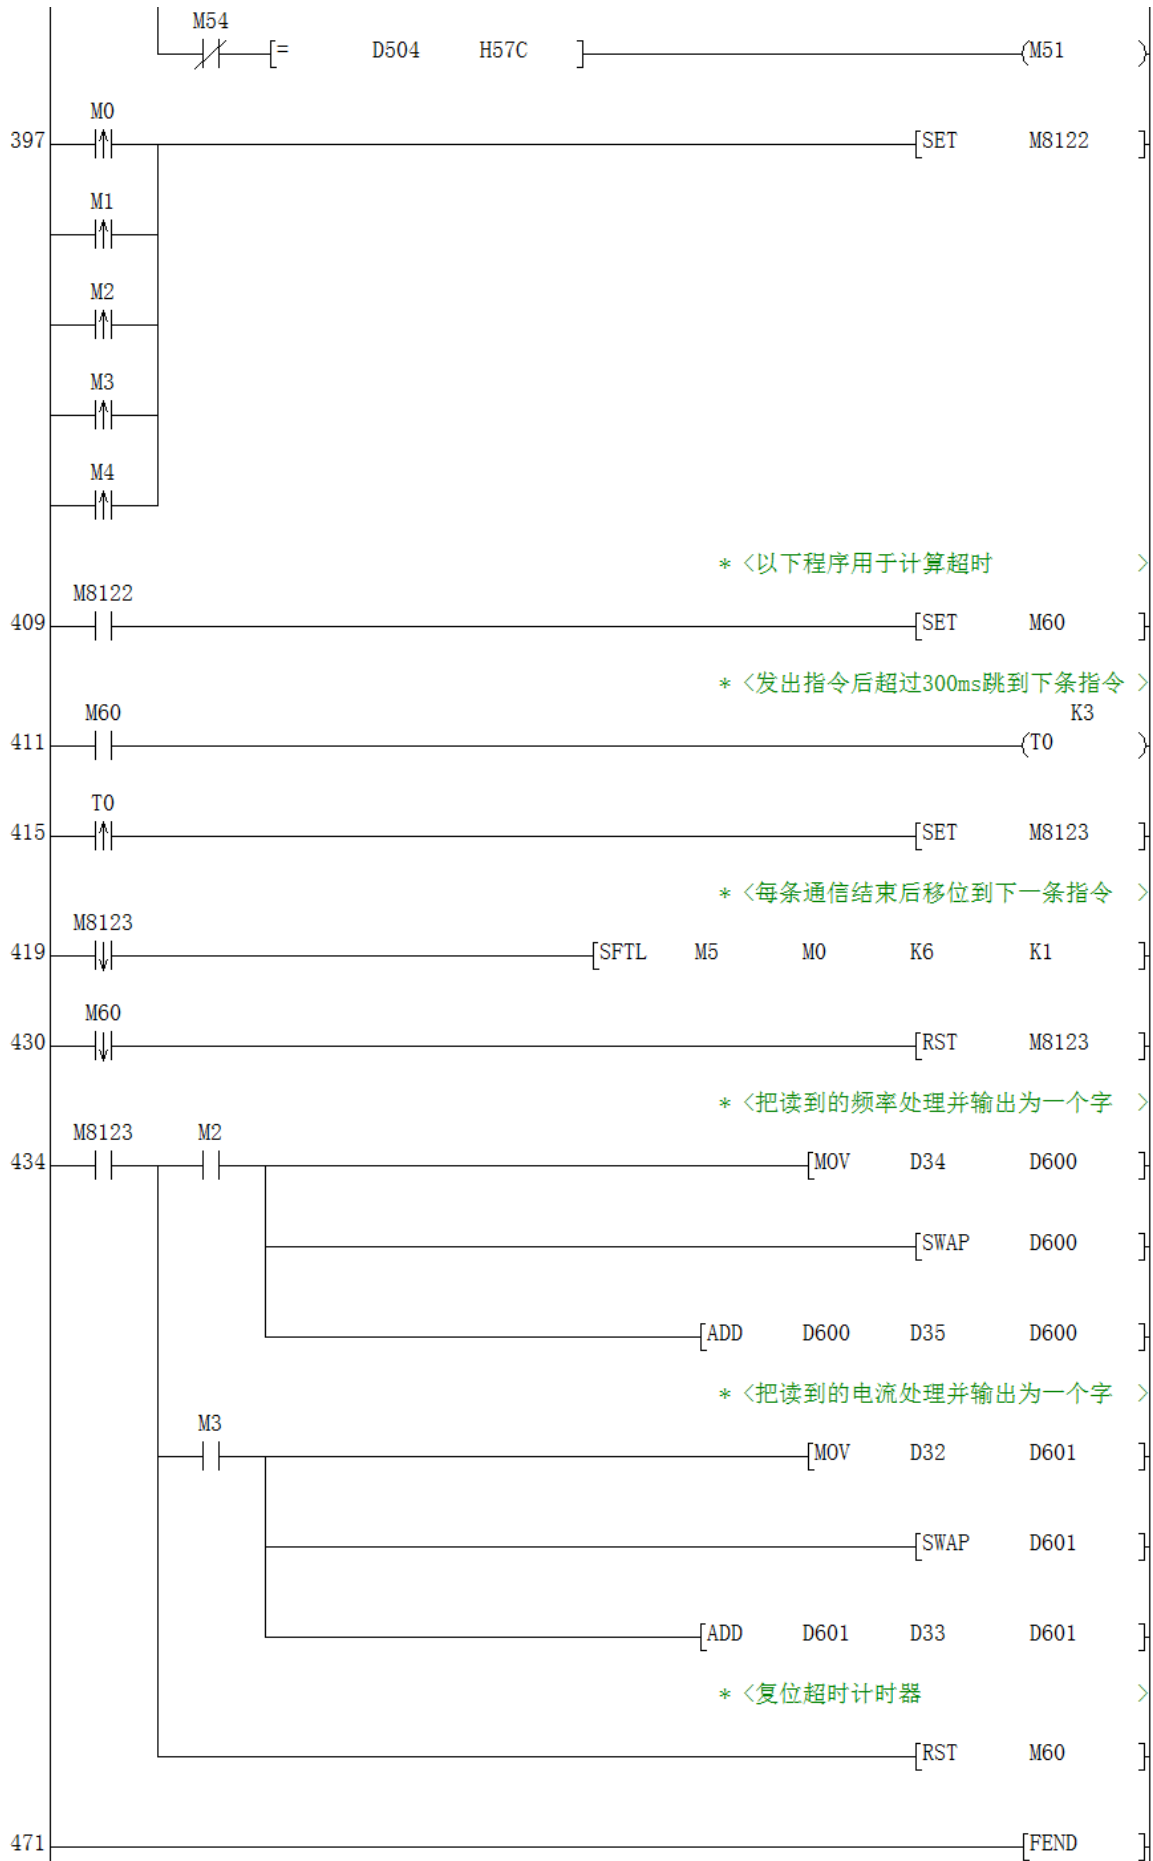 M54
[= D504 H57C ] (M51 )
M0
397 [SET M8122 ]
M1
M2
M3
M4
* <以下程序用于计算超时 >
M8122
409 [SET M60 ]
* <发出指令后超过300ms跳到下条指令 >
M60 K3
411 (T0 )
T0
415 [SET M8123 ]
* <每条通信结束后移位到下一条指令 >
M8123
419 [SFTL M5 M0 K6 K1 ]
M60
430 [RST M8123 ]
* <把读到的频率处理并输出为一个字 >
M8123 M2
434 [MOV D34 D600 ]
[SWAP D600 ]
[ADD D600 D35 D600 ]
* <把读到的电流处理并输出为一个字 >
M3
[MOV D32 D601 ]
[SWAP D601 ]
[ADD D601 D33 D601 ]
* <复位超时计时器 >
[RST M60 ]
471 [FEND ]